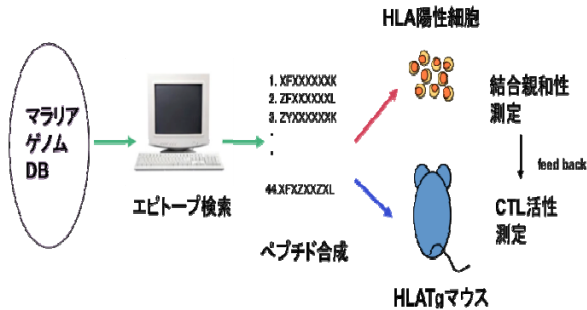 HLA陽性細胞
マラリア
ゲノム
DB
エピトープ検索
1. XFXXXXXXK
2. ZFXXXXXXL
3. ZYXXXXXXK
.
.
44.XFXZXXZXL
ペプチド合成
結合親和性
測定
feed back
CTL活性
測定
HLATgマウス